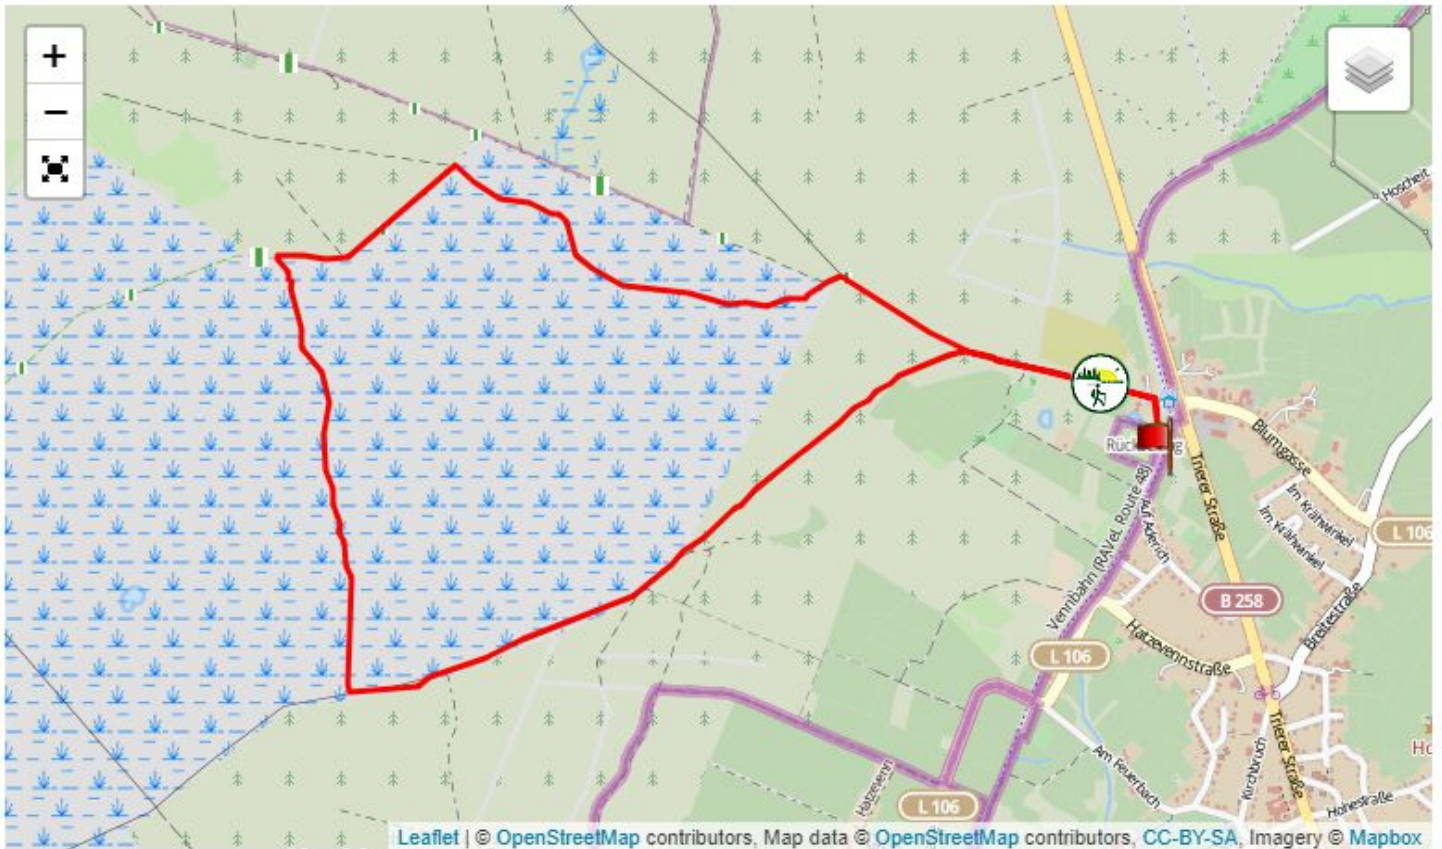 +
−
Hoscheit
Blumgasse
L 106
Im Krähwinkel
Im Krähwinkel
Trierer Straße
Auf Aderich
Vennbahn (RAVeL Route 48)
B 258
Breitestraße
Hatzevennstraße
L 106
Trierer Straße
Kirchbruch
Am Feuerbach
Hatzevenn
L 106
Hohestraße
Leaflet | © OpenStreetMap contributors, Map data © OpenStreetMap contributors, CC-BY-SA, Imagery © Mapbox